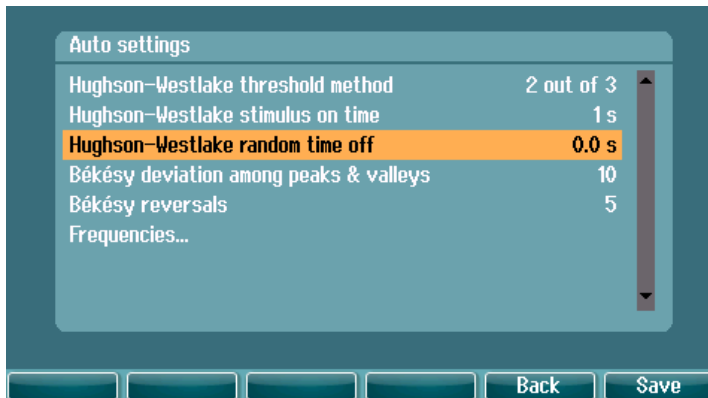 Auto settings
Hughson-Westlake threshold method 2 out of 3
Hughson-Westlake stimulus on time 1 s
Hughson-Westlake random time off 0.0 s
Békésy deviation among peaks & valleys 10
Békésy reversals 5
Frequencies...
Back Save